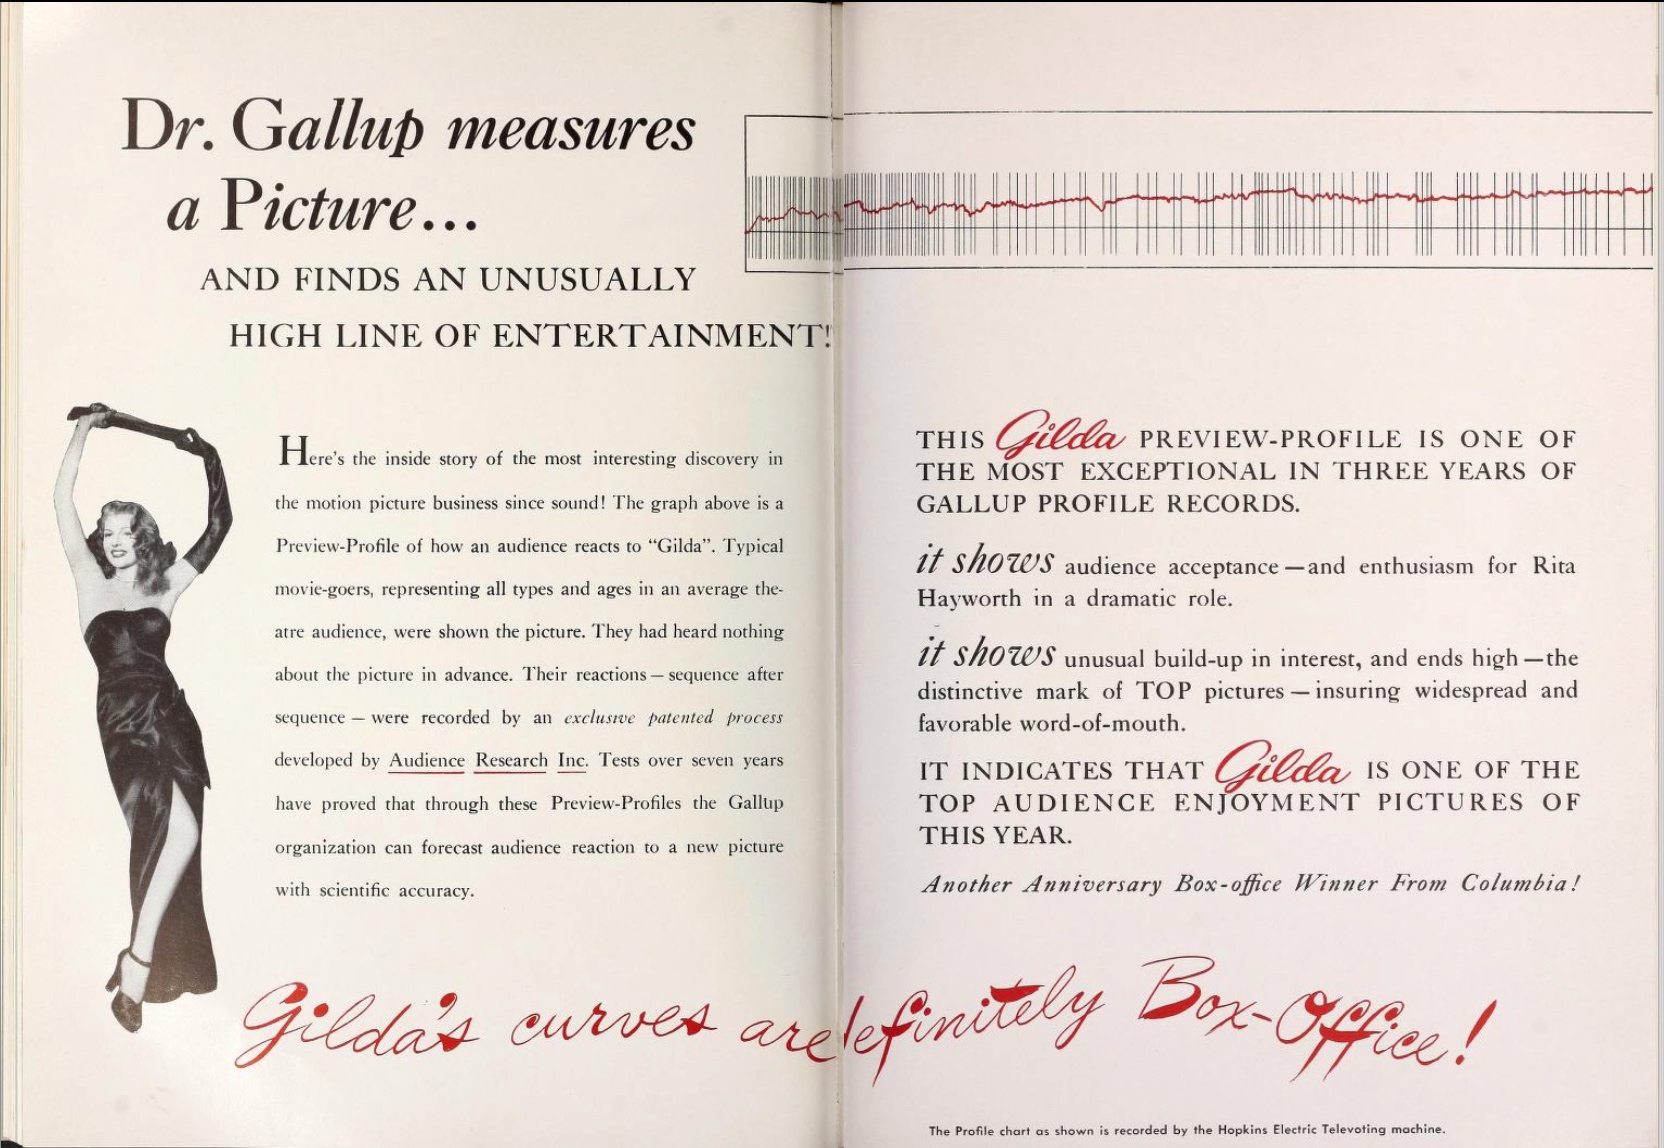 Dr. Gallup measures
a Picture...
AND FINDS AN UNUSUALLY
HIGH LINE OF ENTERTAINMENT!
Here's the inside story of the most interesting discovery in
the motion picture business since sound! The graph above is a
Preview-Profile of how an audience reacts to “Gilda”. Typical
movie-goers, representing all types and ages in an average the-
atre audience, were shown the picture. They had heard nothing
about the picture in advance. Their reactions — sequence after
sequence — were recorded by an exclusive patented process
developed by Audience Research Inc. Tests over seven years
have proved that through these Preview-Profiles the Gallup
organization can forecast audience reaction to a new picture
with scientific accuracy.
THIS Gilda PREVIEW-PROFILE IS ONE OF
THE MOST EXCEPTIONAL IN THREE YEARS OF
GALLUP PROFILE RECORDS.
it shows audience acceptance — and enthusiasm for Rita
Hayworth in a dramatic role.
it shows unusual build-up in interest, and ends high — the
distinctive mark of TOP pictures — insuring widespread and
favorable word-of-mouth.
IT INDICATES THAT Gilda IS ONE OF THE
TOP AUDIENCE ENJOYMENT PICTURES OF
THIS YEAR.
Another Anniversary Box-office Winner From Columbia!
Gilda's curves are definitely Box-Office!
The Profile chart as shown is recorded by the Hopkins Electric Televoting machine.